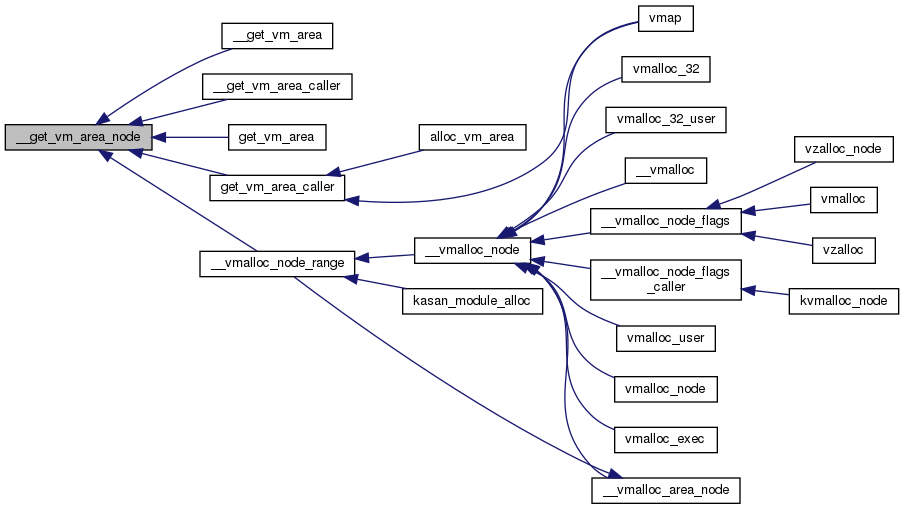 __get_vm_area_node
__get_vm_area
__get_vm_area_caller
get_vm_area
get_vm_area_caller
__vmalloc_node_range
alloc_vm_area
__vmalloc_node
kasan_module_alloc
vmap
vmalloc_32
vmalloc_32_user
__vmalloc
__vmalloc_node_flags
__vmalloc_node_flags
_caller
vmalloc_user
vmalloc_node
vmalloc_exec
__vmalloc_area_node
vzalloc_node
vmalloc
vzalloc
kvmalloc_node